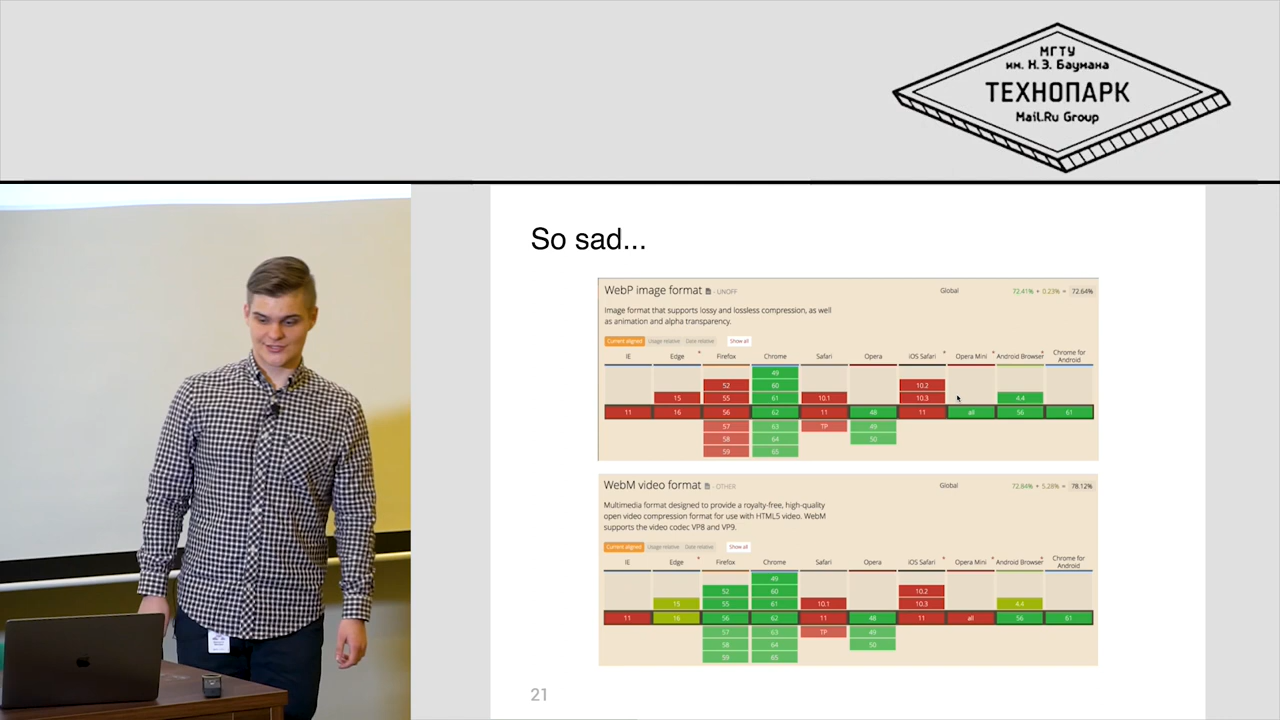 МГТУ
им. Н.Э. Баумана
ТЕХНОПАРК
Mail.Ru Group
So sad...
WebP image format - UNOFF
Global 72.41% + 0.23% = 72.64%
Image format that supports lossy and lossless compression, as well
as animation and alpha transparency.
Current aligned Usage relative Date relative Show all
IE Edge * Firefox Chrome Safari Opera iOS Safari * Opera Mini * Android Browser * Chrome for Android
49
52 60 10.2
15 55 61 10.1 10.3 4.4
11 16 56 62 11 48 11 all 56 61
57 63 TP 49
58 64 50
59 65
WebM video format - OTHER
Global 72.84% + 5.28% = 78.12%
Multimedia format designed to provide a royalty-free, high-quality
open video compression format for use with HTML5 video. WebM
supports the video codec VP8 and VP9.
Current aligned Usage relative Date relative Show all
IE Edge * Firefox Chrome Safari Opera iOS Safari * Opera Mini * Android Browser * Chrome for Android
49
52 60 10.2
15 55 61 10.1 10.3 4.4
11 16 56 62 11 48 11 all 56 61
57 63 TP 49
58 64 50
59 65
21